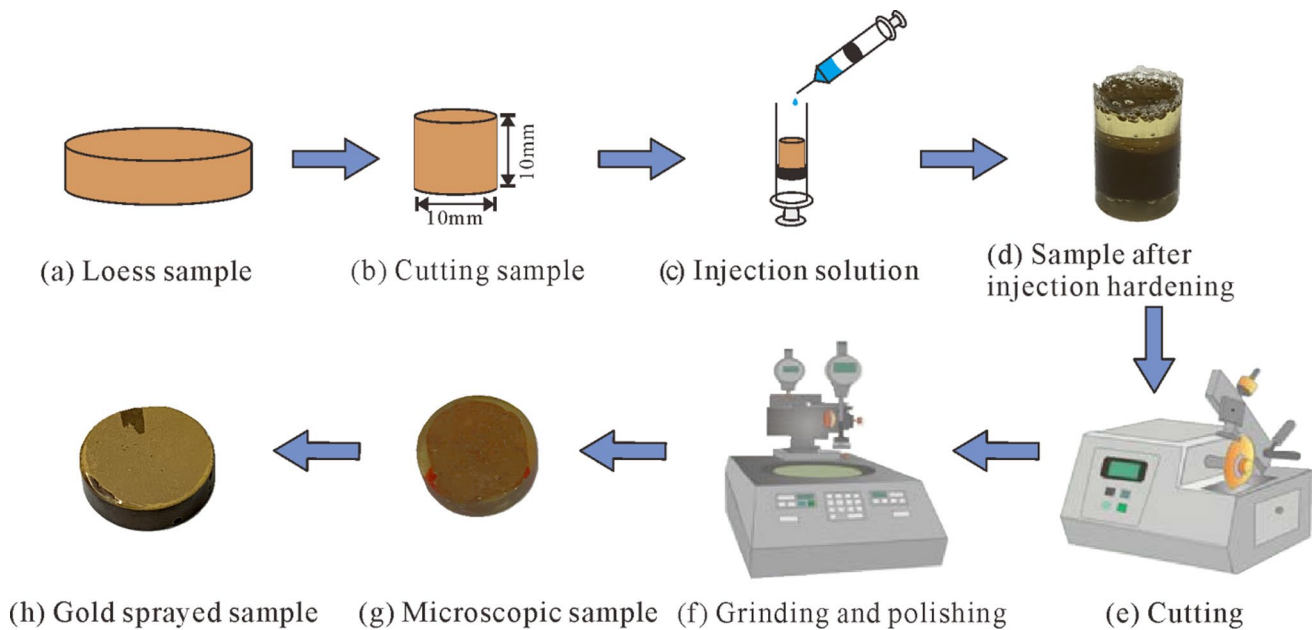 10mm
10mm
(a) Loess sample
(b) Cutting sample
(c) Injection solution
(d) Sample after
injection hardening
(h) Gold sprayed sample
(g) Microscopic sample
(f) Grinding and polishing
(e) Cutting